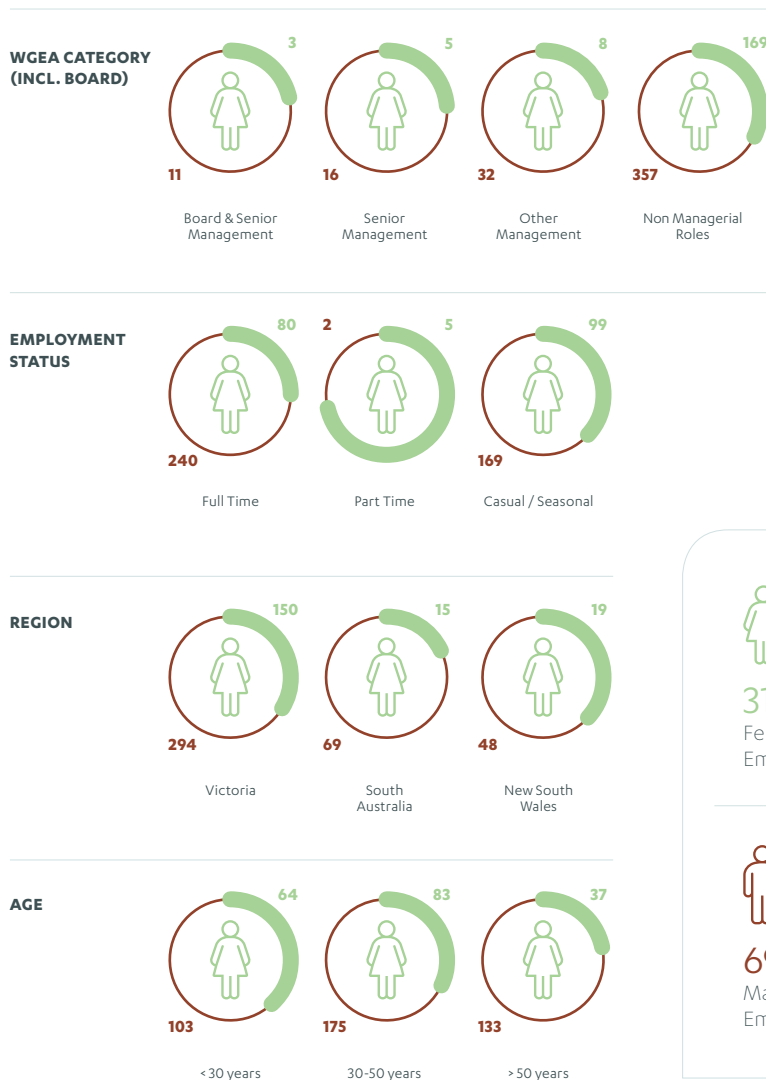 WGEA CATEGORY
(INCL. BOARD)
3
11
Board & Senior
Management
5
16
Senior
Management
8
32
Other
Management
169
357
Non Managerial
Roles
EMPLOYMENT
STATUS
80
240
Full Time
2
5
Part Time
99
169
Casual / Seasonal
REGION
150
294
Victoria
15
69
South
Australia
19
48
New South
Wales
AGE
64
103
< 30 years
83
175
30-50 years
37
133
> 50 years